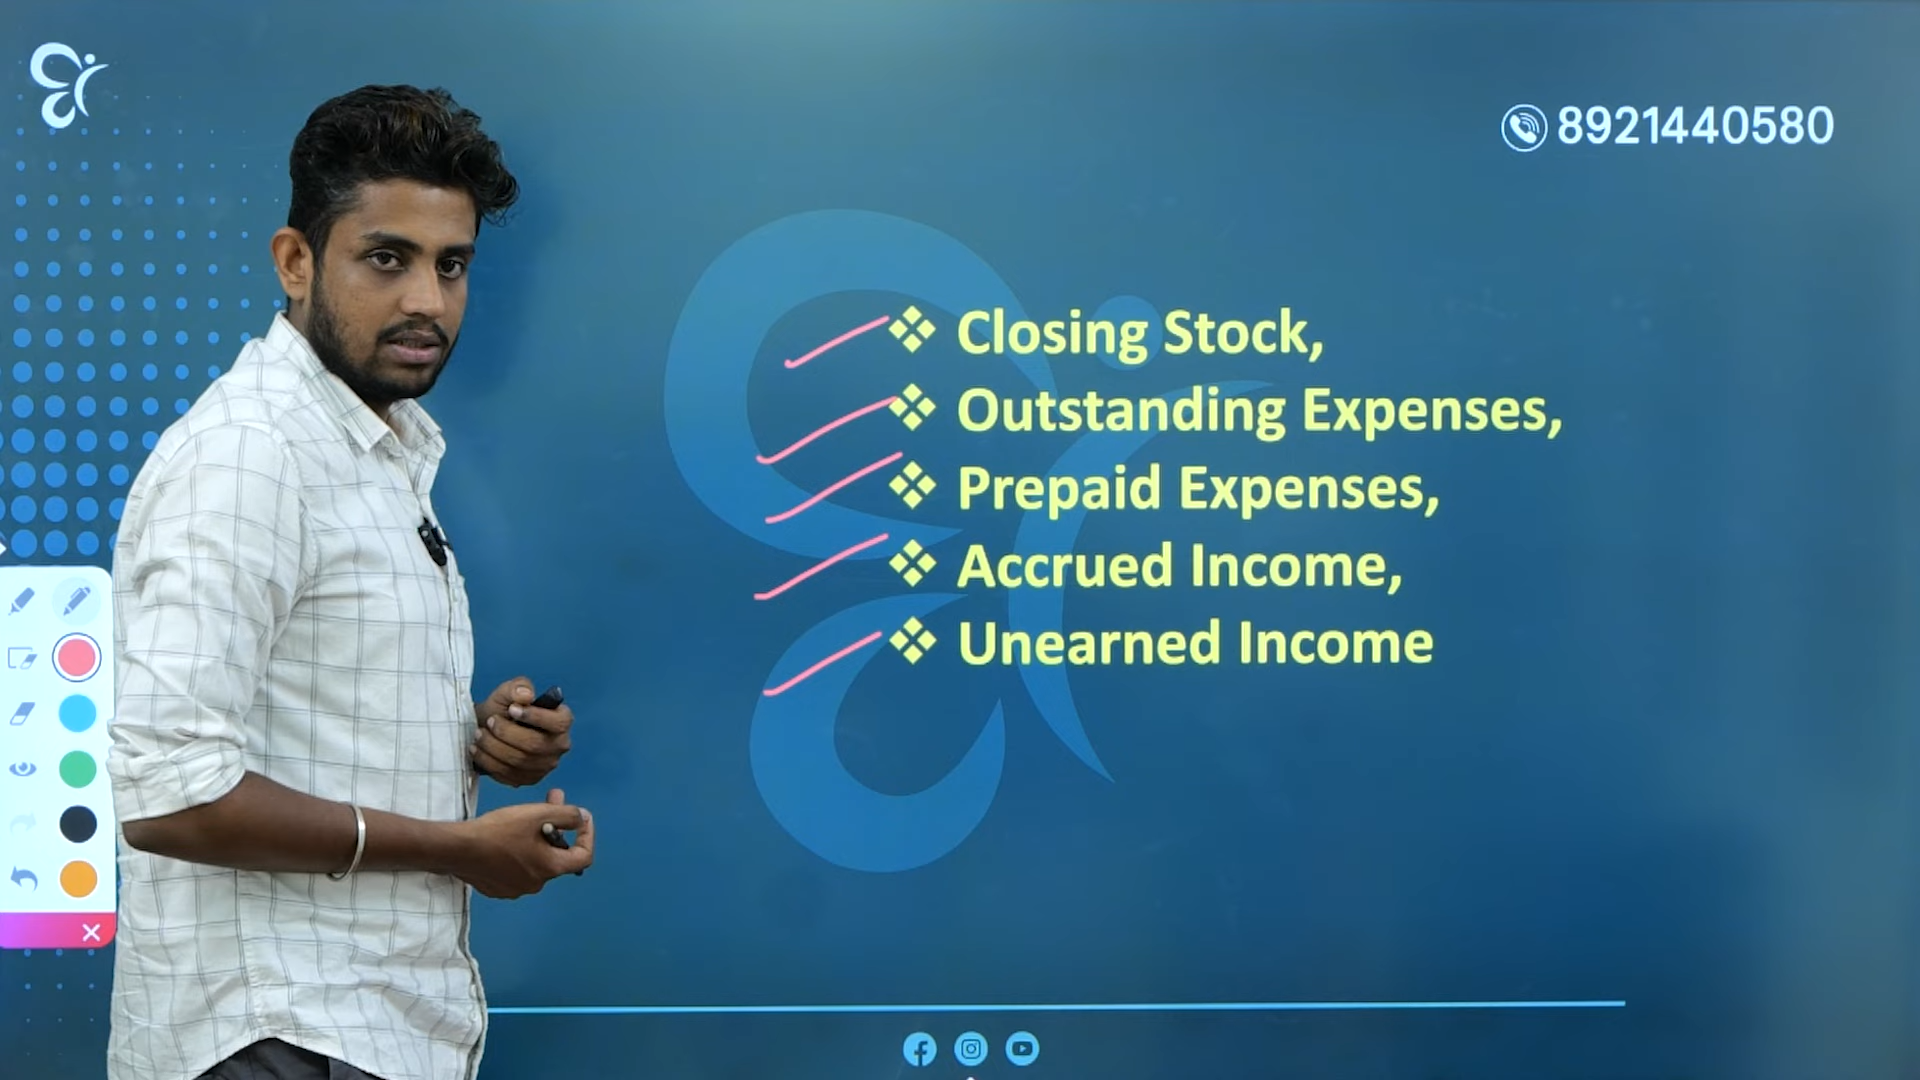 8921440580
❖ Closing Stock,
❖ Outstanding Expenses,
❖ Prepaid Expenses,
❖ Accrued Income,
❖ Unearned Income